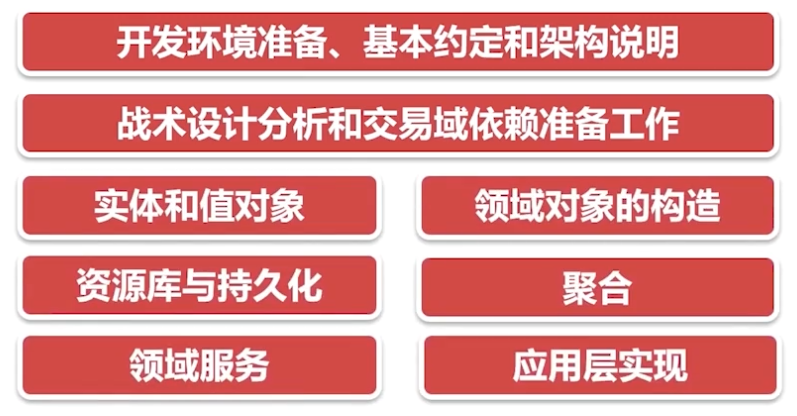 开发环境准备、基本约定和架构说明
战术设计分析和交易域依赖准备工作
实体和值对象
领域对象的构造
资源库与持久化
聚合
领域服务
应用层实现